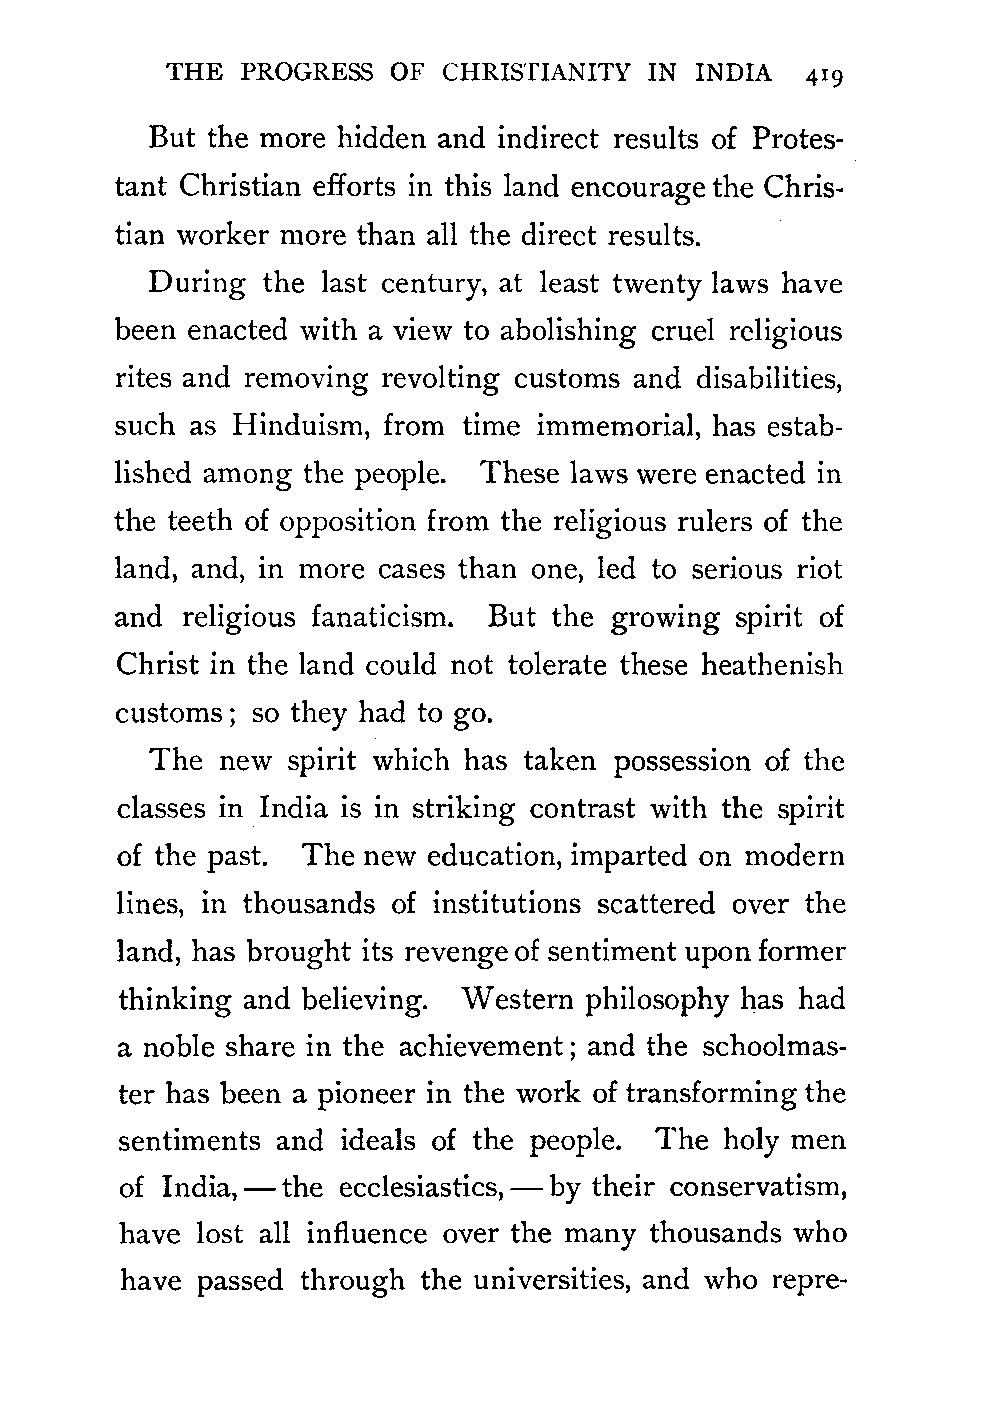 THE PROGRESS OF CHRISTIANITY IN INDIA 419
But the more hidden and indirect results of Protes-
tant Christian efforts in this land encourage the Chris-
tian worker more than all the direct results.
During the last century, at least twenty laws have
been enacted with a view to abolishing cruel religious
rites and removing revolting customs and disabilities,
such as Hinduism, from time immemorial, has estab-
lished among the people. These laws were enacted in
the teeth of opposition from the religious rulers of the
land, and, in more cases than one, led to serious riot
and religious fanaticism. But the growing spirit of
Christ in the land could not tolerate these heathenish
customs; so they had to go.
The new spirit which has taken possession of the
classes in India is in striking contrast with the spirit
of the past. The new education, imparted on modern
lines, in thousands of institutions scattered over the
land, has brought its revenge of sentiment upon former
thinking and believing. Western philosophy has had
a noble share in the achievement; and the schoolmas-
ter has been a pioneer in the work of transforming the
sentiments and ideals of the people. The holy men
of India,—the ecclesiastics,—by their conservatism,
have lost all influence over the many thousands who
have passed through the universities, and who repre-